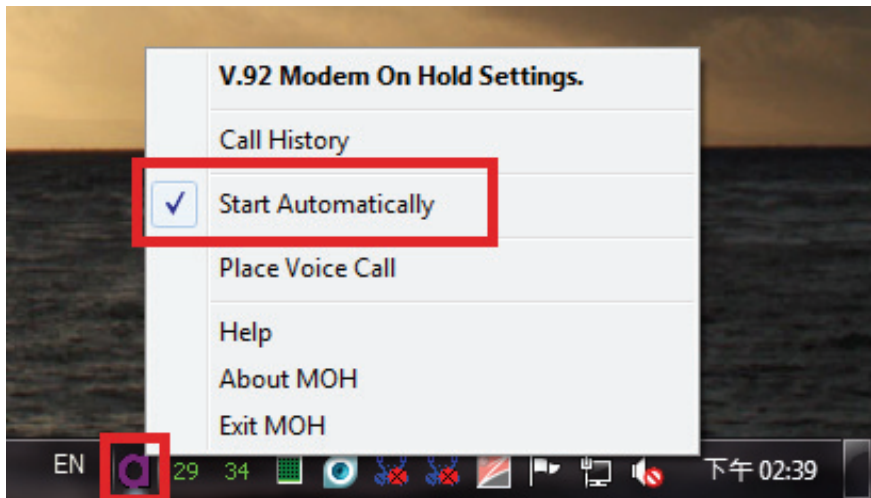 V.92 Modem On Hold Settings.
Call History
Start Automatically
Place Voice Call
Help
About MOH
Exit MOH
EN 29 34 下午 02:39